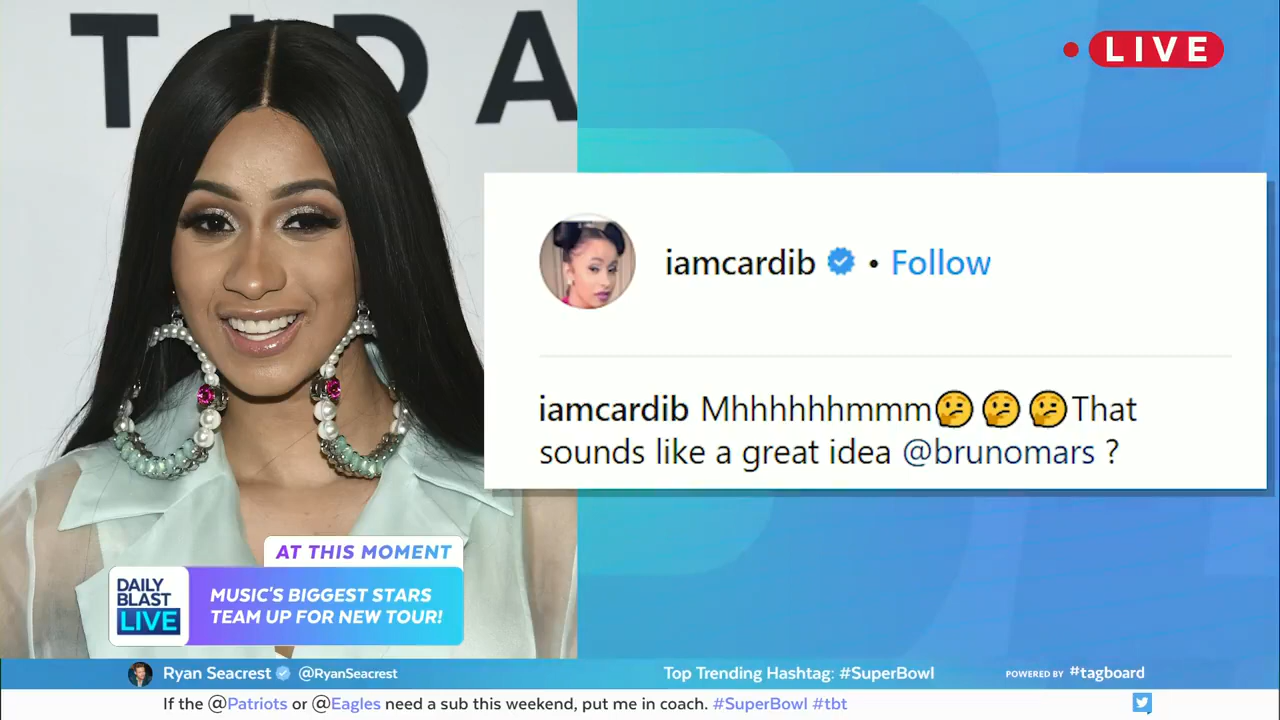 TIDA
LIVE
iamcardib • Follow
iamcardib Mhhhhhhmmm🤔🤔🤔That
sounds like a great idea @brunomars ?
AT THIS MOMENT
DAILY
BLAST
LIVE
MUSIC'S BIGGEST STARS
TEAM UP FOR NEW TOUR!
Ryan Seacrest @RyanSeacrest Top Trending Hashtag: #SuperBowl POWERED BY #tagboard
If the @Patriots or @Eagles need a sub this weekend, put me in coach. #SuperBowl #tbt